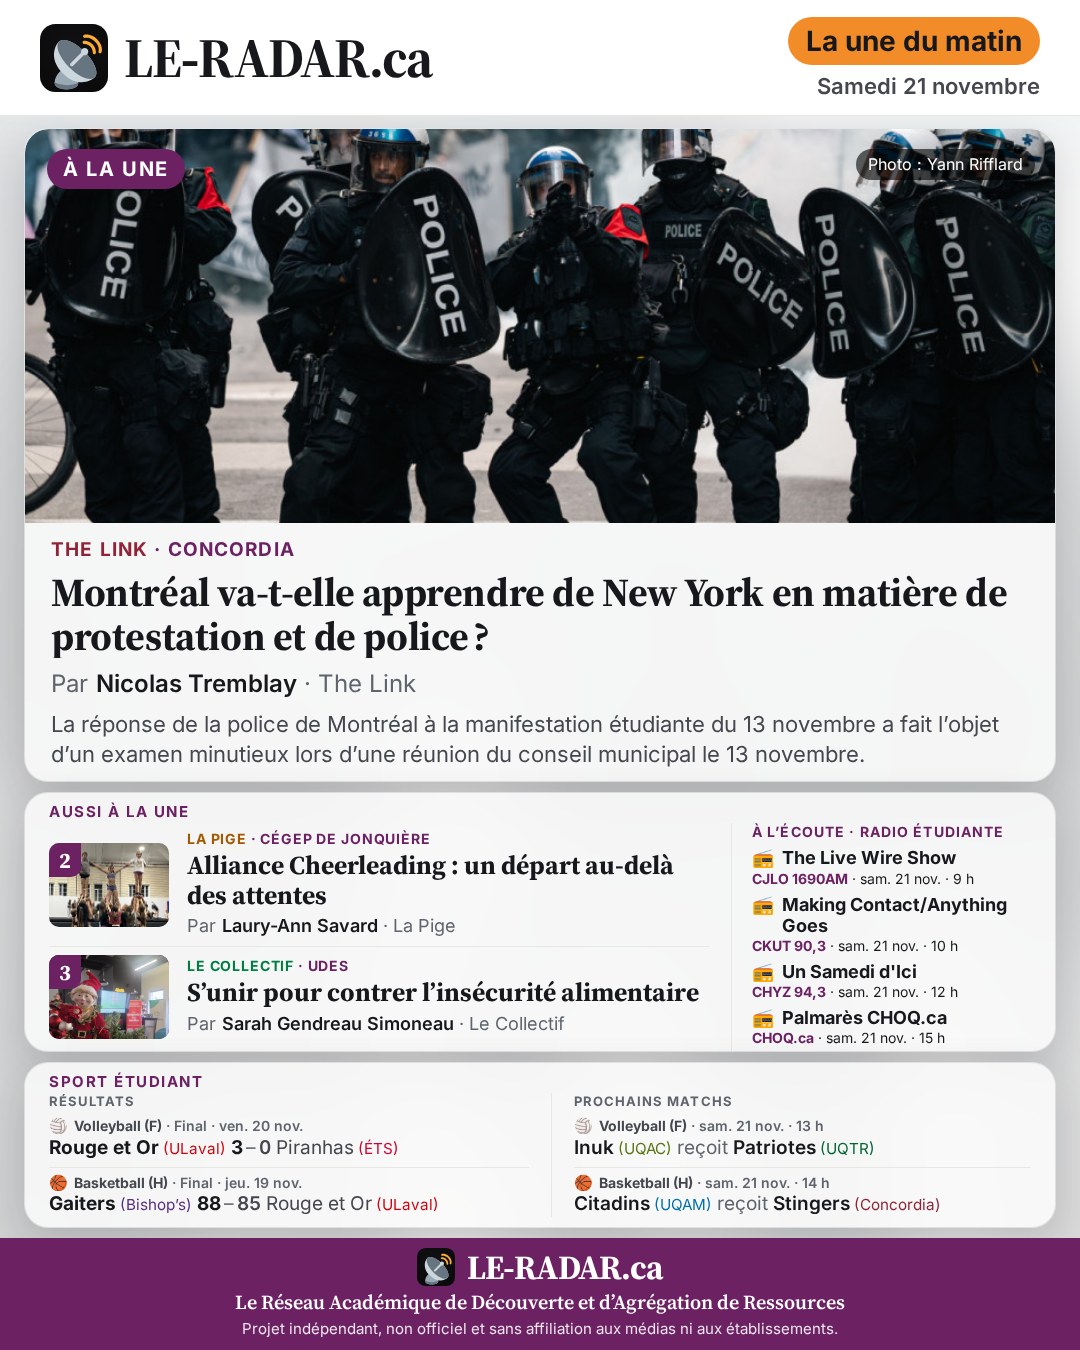 LE-RADAR.ca
La une du matin
Samedi 21 novembre
À LA UNE
Photo : Yann Rifflard
POLICE
P
POLICE
POLICE
POLICE
POLICE
POLICE
THE LINK · CONCORDIA
Montréal va-t-elle apprendre de New York en matière de
protestation et de police ?
Par Nicolas Tremblay · The Link
La réponse de la police de Montréal à la manifestation étudiante du 13 novembre a fait l’objet
d’un examen minutieux lors d’une réunion du conseil municipal le 13 novembre.
AUSSI À LA UNE
2
LA PIGE · CÉGEP DE JONQUIÈRE
Alliance Cheerleading : un départ au-delà
des attentes
Par Laury-Ann Savard · La Pige
3
LE COLLECTIF · UDES
S’unir pour contrer l’insécurité alimentaire
Par Sarah Gendreau Simoneau · Le Collectif
À L’ÉCOUTE · RADIO ÉTUDIANTE
The Live Wire Show
CJLO 1690AM · sam. 21 nov. · 9 h
Making Contact/Anything
Goes
CKUT 90,3 · sam. 21 nov. · 10 h
Un Samedi d'Ici
CHYZ 94,3 · sam. 21 nov. · 12 h
Palmarès CHOQ.ca
CHOQ.ca · sam. 21 nov. · 15 h
SPORT ÉTUDIANT
RÉSULTATS
Volleyball (F) · Final · ven. 20 nov.
Rouge et Or (ULaval) 3 – 0 Piranhas (ÉTS)
Basketball (H) · Final · jeu. 19 nov.
Gaiters (Bishop’s) 88 – 85 Rouge et Or (ULaval)
PROCHAINS MATCHS
Volleyball (F) · sam. 21 nov. · 13 h
Inuk (UQAC) reçoit Patriotes (UQTR)
Basketball (H) · sam. 21 nov. · 14 h
Citadins (UQAM) reçoit Stingers (Concordia)
LE-RADAR.ca
Le Réseau Académique de Découverte et d’Agrégation de Ressources
Projet indépendant, non officiel et sans affiliation aux médias ni aux établissements.